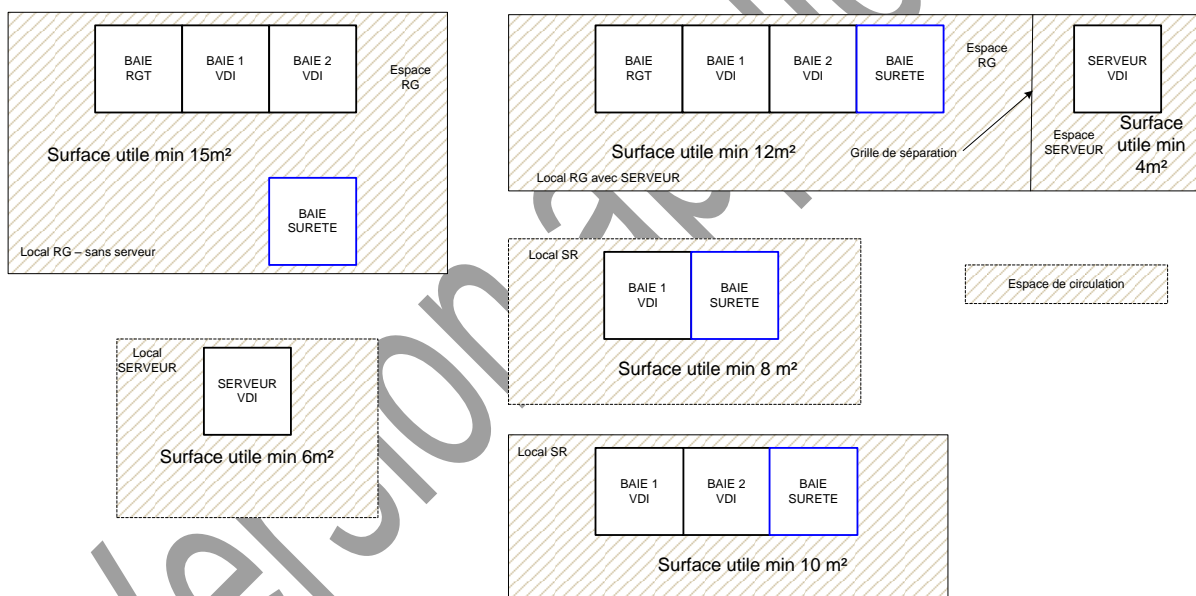 BAIE
RGT
BAIE 1
VDI
BAIE 2
VDI
Espace
RG
Surface utile min 15m²
BAIE
SURETE
Local RG – sans serveur
BAIE
RGT
BAIE 1
VDI
BAIE 2
VDI
BAIE
SURETE
Espace
RG
SERVEUR
VDI
Surface utile min 12m²
Grille de séparation
Espace
SERVEUR
Surface
utile min
4m²
Local RG avec SERVEUR
Local SR
BAIE 1
VDI
BAIE
SURETE
Surface utile min 8 m²
Espace de circulation
Local
SERVEUR
SERVEUR
VDI
Surface utile min 6m²
Local SR
BAIE 1
VDI
BAIE 2
VDI
BAIE
SURETE
Surface utile min 10 m²
Version